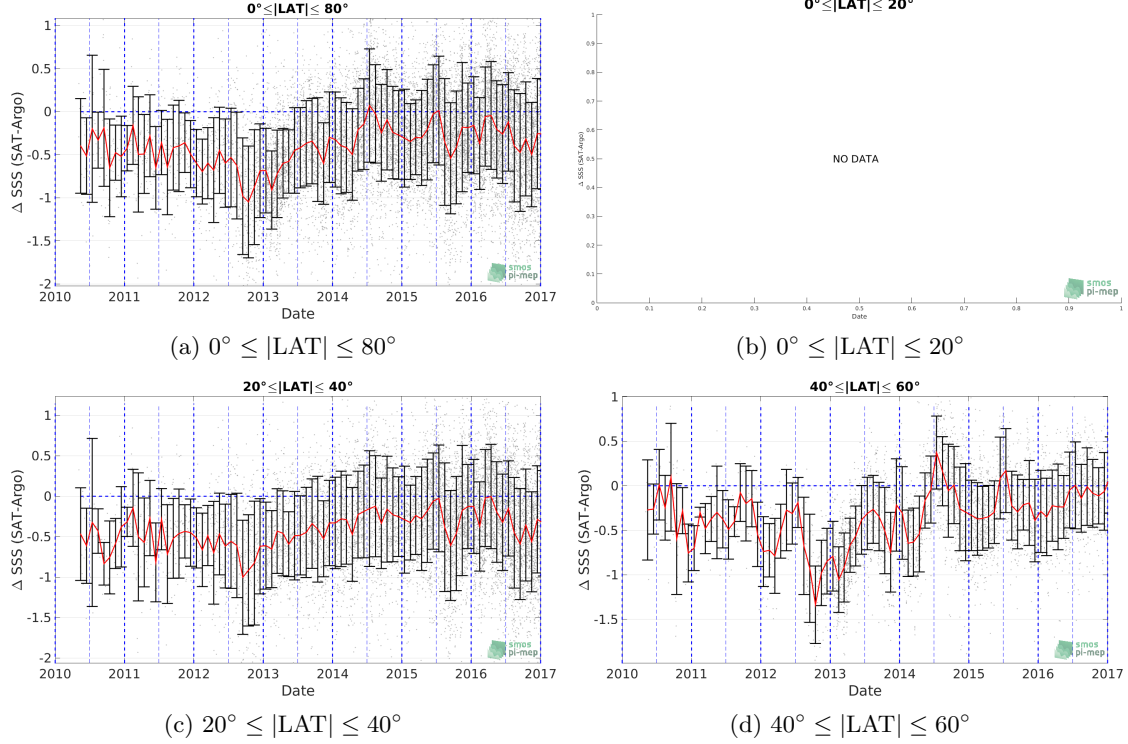 0°≤|LAT|≤ 80°
Δ SSS (SAT-Argo)
1
0.5
0
-0.5
-1
-1.5
-2
2010 2011 2012 2013 2014 2015 2016 2017
Date
smos
pi-mep
(a) 0° ≤ |LAT| ≤ 80°
0°≤|LAT|≤ 20°
Δ SSS (SAT-Argo)
1
0.9
0.8
0.7
0.6
0.5
0.4
0.3
0.2
0.1
0
NO DATA
0 0.1 0.2 0.3 0.4 0.5 0.6 0.7 0.8 0.9 1
Date
smos
pi-mep
(b) 0° ≤ |LAT| ≤ 20°
20°≤|LAT|≤ 40°
Δ SSS (SAT-Argo)
1
0.5
0
-0.5
-1
-1.5
-2
2010 2011 2012 2013 2014 2015 2016 2017
Date
smos
pi-mep
(c) 20° ≤ |LAT| ≤ 40°
40°≤|LAT|≤ 60°
Δ SSS (SAT-Argo)
1
0.5
0
-0.5
-1
-1.5
2010 2011 2012 2013 2014 2015 2016 2017
Date
smos
pi-mep
(d) 40° ≤ |LAT| ≤ 60°